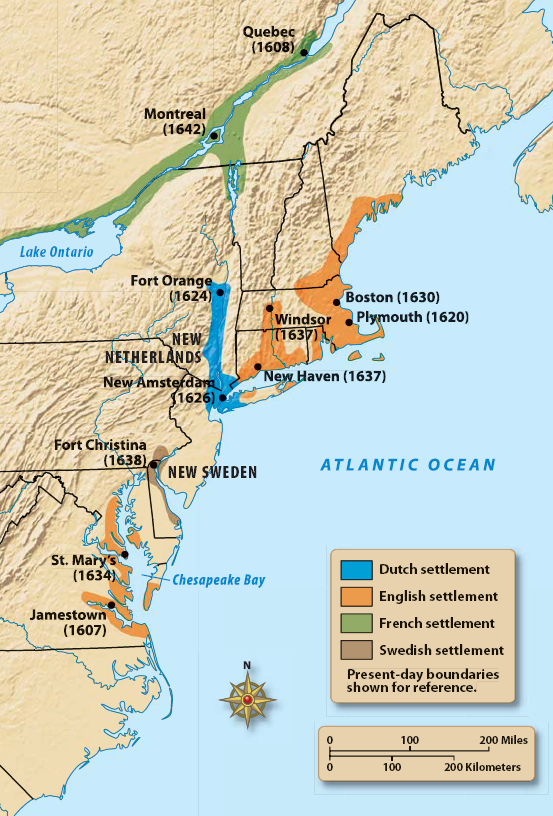 Quebec
(1608)
Montreal
(1642)
Lake Ontario
Fort Orange
(1624)
Boston (1630)
Windsor
(1637)
Plymouth (1620)
NEW
NETHERLANDS
New Haven (1637)
New Amsterdam
(1626)
Fort Christina
(1638)
NEW SWEDEN
ATLANTIC OCEAN
St. Mary's
(1634)
Chesapeake Bay
Jamestown
(1607)
Dutch settlement
English settlement
French settlement
Swedish settlement
Present-day boundaries
shown for reference.
N
0 100 200 Miles
0 100 200 Kilometers